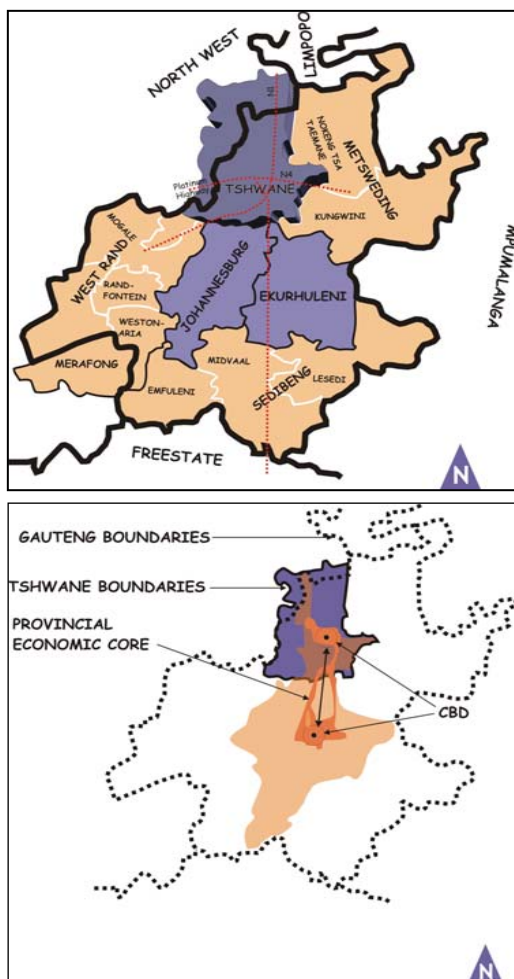 NORTH WEST
LIMPOPO
N1
NOKENG TSA
TAEMANE
METSWEDING
Platinum
Highway
N4
TSHWANE
KUNGWINI
MPUMALANGA
MOGALE
WEST RAND
RAND-
FONTEIN
WESTON-
ARIA
JOHANNESBURG
EKURHULENI
MERAFONG
MIDVAAL
EMFULENI
SEDIBENG
LESEDI
FREESTATE
N
GAUTENG BOUNDARIES
TSHWANE BOUNDARIES
PROVINCIAL
ECONOMIC CORE
CBD
N